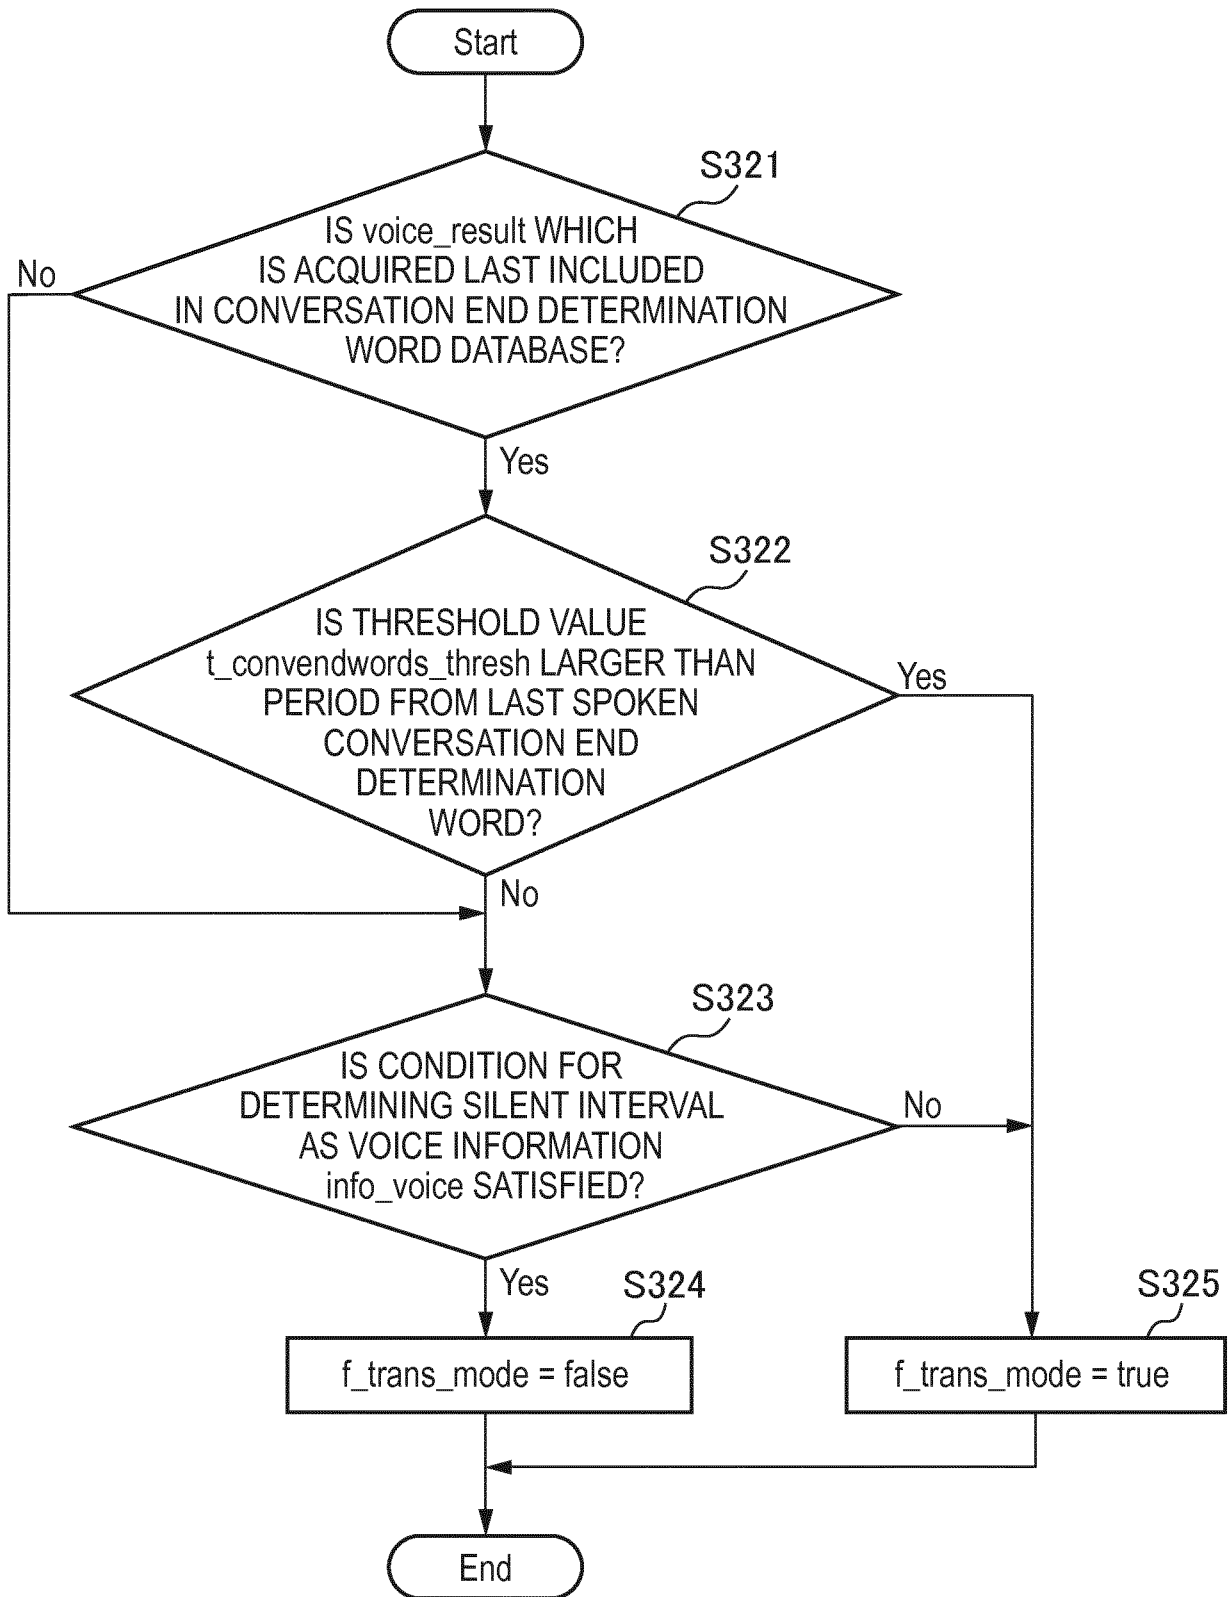 Start
S321
IS voice_result WHICH
IS ACQUIRED LAST INCLUDED
IN CONVERSATION END DETERMINATION
WORD DATABASE?
No
Yes
S322
IS THRESHOLD VALUE
t_convendwords_thresh LARGER THAN
PERIOD FROM LAST SPOKEN
CONVERSATION END
DETERMINATION
WORD?
Yes
No
S323
IS CONDITION FOR
DETERMINING SILENT INTERVAL
AS VOICE INFORMATION
info_voice SATISFIED?
No
Yes
S324
f_trans_mode = false
S325
f_trans_mode = true
End